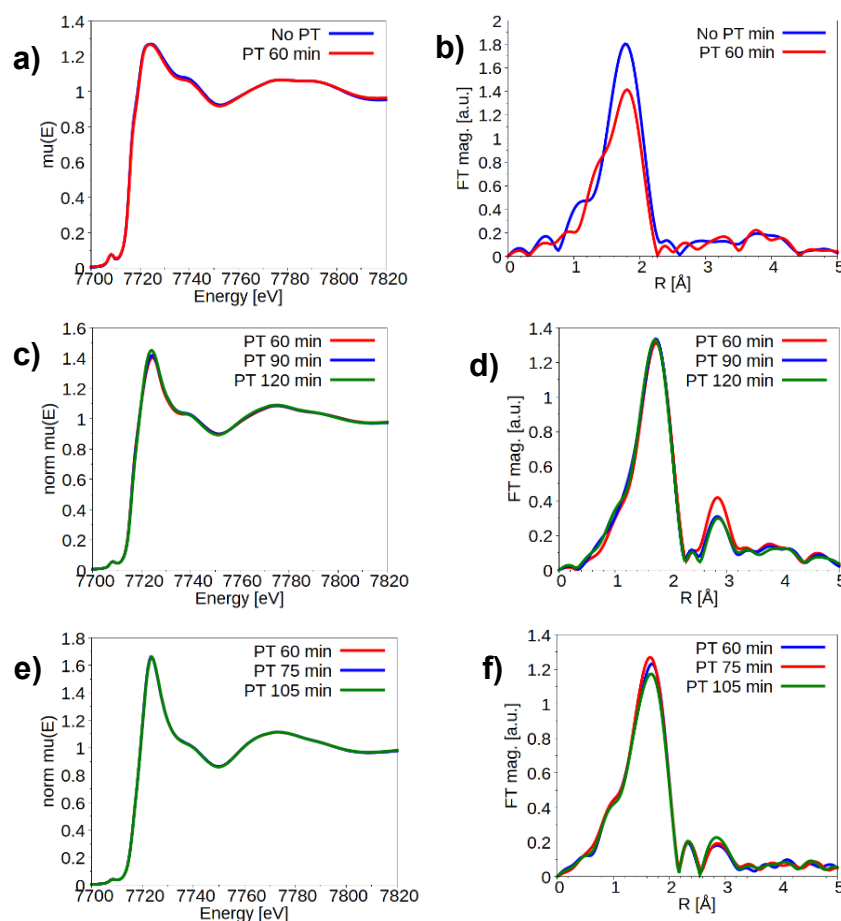 a)
No PT
PT 60 min
1.4
1.2
1
0.8
0.6
0.4
0.2
0
mu(E)
7700 7720 7740 7760 7780 7800 7820
Energy [eV]
b)
No PT min
PT 60 min
2
1.8
1.6
1.4
1.2
1
0.8
0.6
0.4
0.2
0
FT mag. [a.u.]
0 1 2 3 4 5
R [Å]
c)
PT 60 min
PT 90 min
PT 120 min
1.6
1.4
1.2
1
0.8
0.6
0.4
0.2
0
norm mu(E)
7700 7720 7740 7760 7780 7800 7820
Energy [eV]
d)
PT 60 min
PT 90 min
PT 120 min
1.4
1.2
1
0.8
0.6
0.4
0.2
0
FT mag. [a.u.]
0 1 2 3 4 5
R [Å]
e)
PT 60 min
PT 75 min
PT 105 min
1.8
1.6
1.4
1.2
1
0.8
0.6
0.4
0.2
0
norm mu(E)
7700 7720 7740 7760 7780 7800 7820
Energy [eV]
f)
PT 60 min
PT 75 min
PT 105 min
1.4
1.2
1
0.8
0.6
0.4
0.2
0
FT mag. [a.u.]
0 1 2 3 4 5
R [Å]